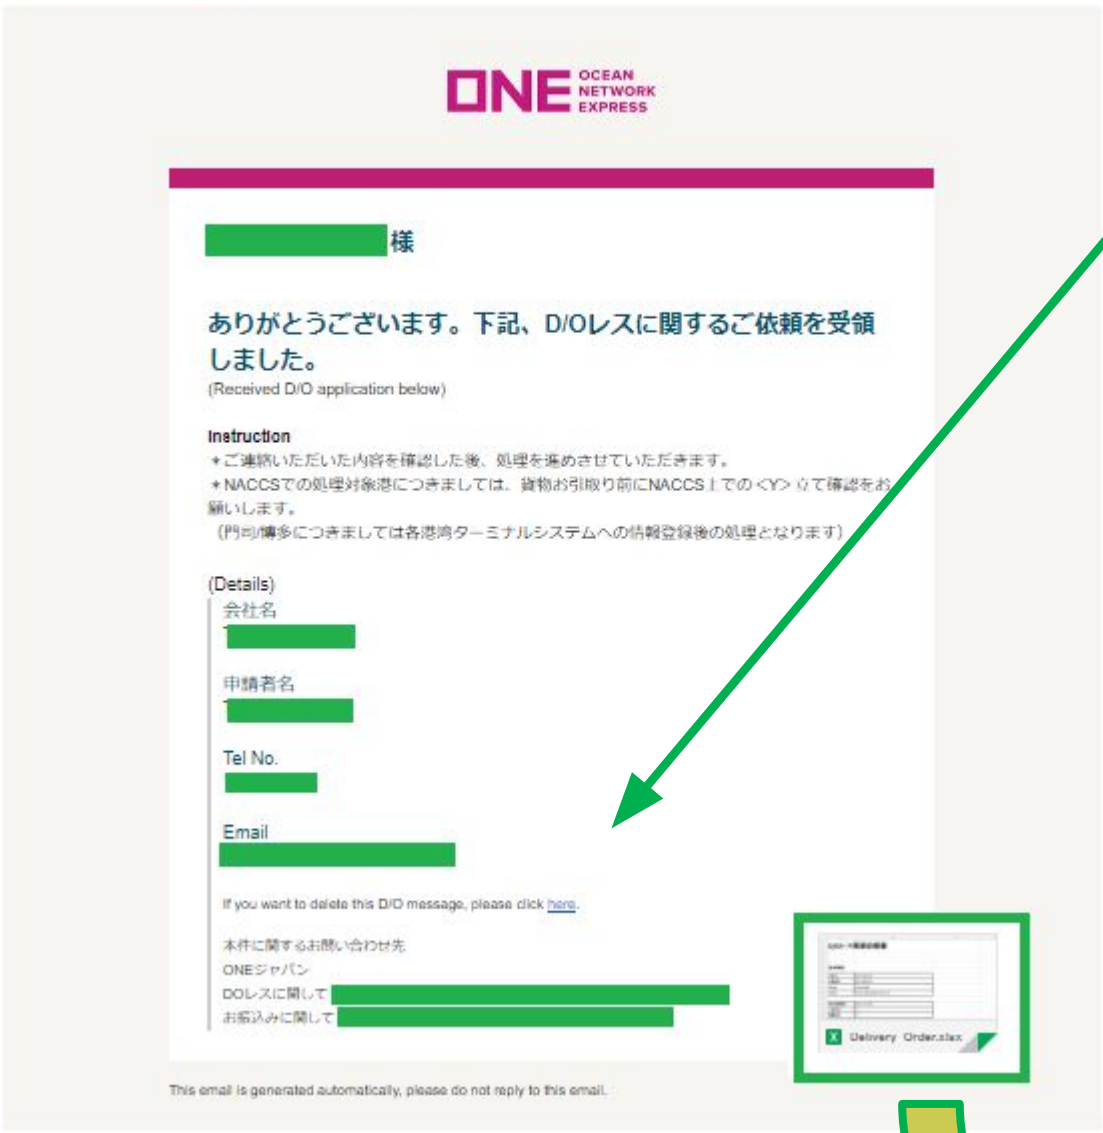 ONE OCEAN
NETWORK
EXPRESS
様
ありがとうございます。下記、D/Oレスに関するご依頼を受領
しました。
(Received D/O application below)
Instruction
*ご連絡いただいた内容を確認した後、処理を進めさせていただきます。
*NACCSでの処理対象港につきましては、貨物お引取り前にNACCS上での<Y>立て確認をお
願いします。
(門司/博多につきましては各港湾ターミナルシステムへの情報登録後の処理となります)
(Details)
会社名
申請者名
Tel No.
Email
If you want to delete this D/O message, please click here.
本件に関するお問い合わせ先
ONEジャパン
DOレスに関して
お振込みに関して
Delivery Order.xlsx
This email is generated automatically, please do not reply to this email.